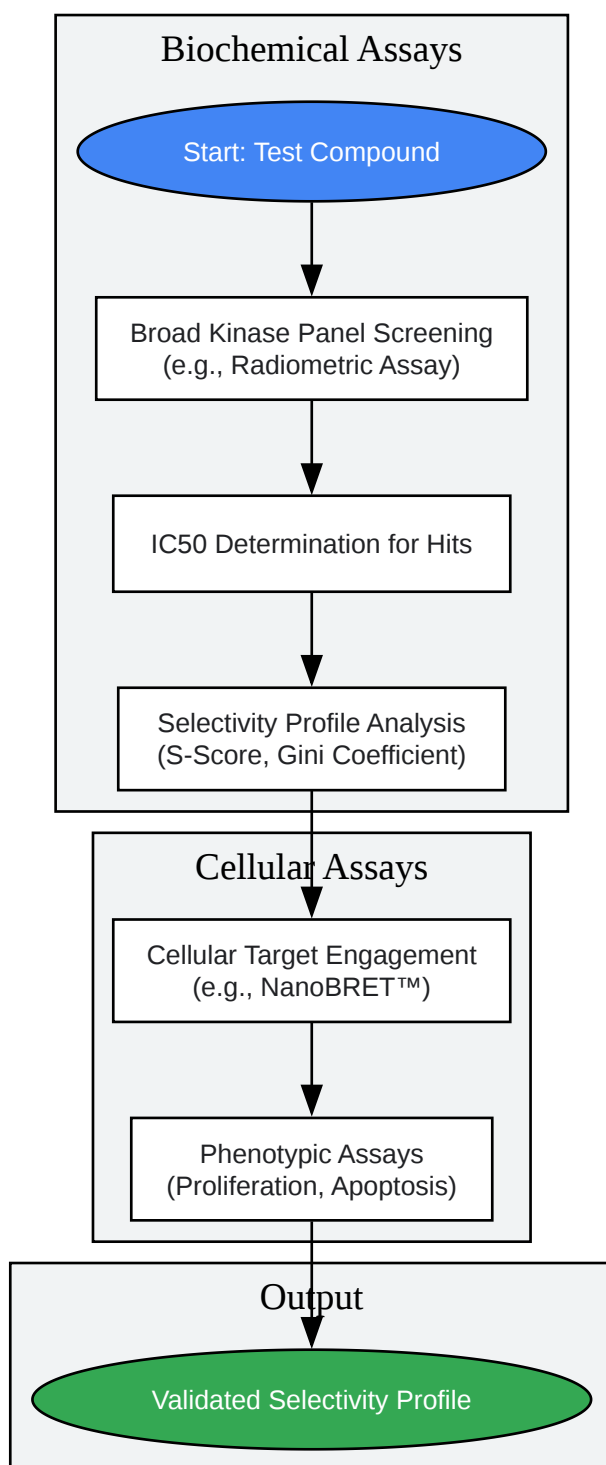 Biochemical Assays
Start: Test Compound
Broad Kinase Panel Screening
(e.g., Radiometric Assay)
IC50 Determination for Hits
Selectivity Profile Analysis
(S-Score, Gini Coefficient)
Cellular Assays
Cellular Target Engagement
(e.g., NanoBRET™)
Phenotypic Assays
(Proliferation, Apoptosis)
Output
Validated Selectivity Profile